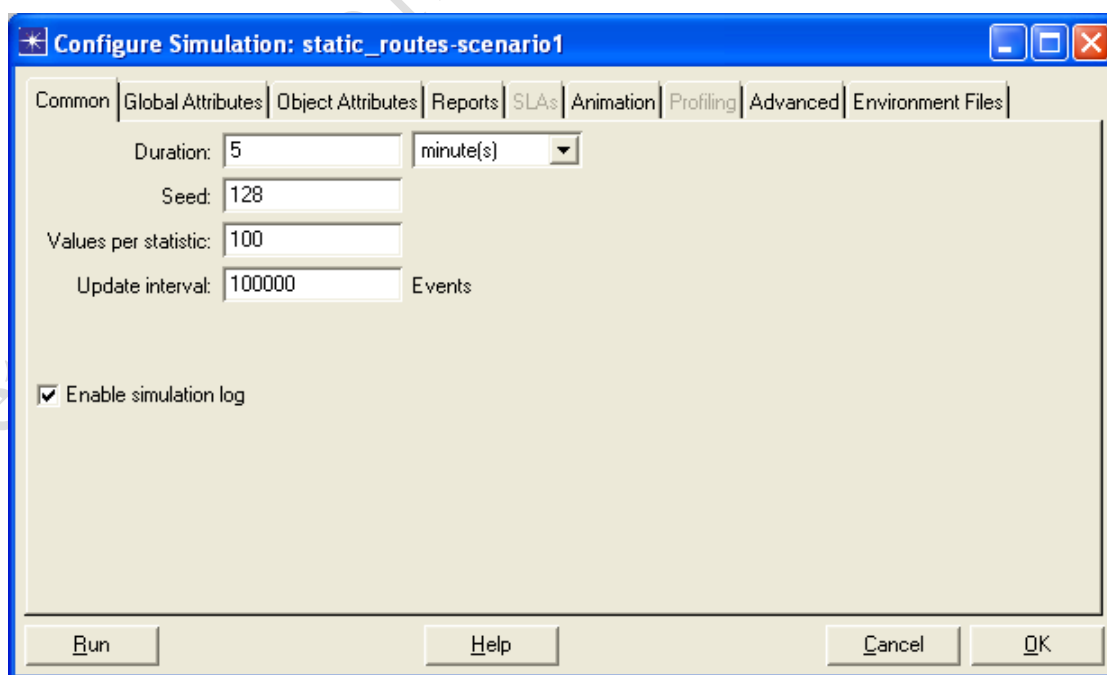 Configure Simulation: static_routes-scenario1
Common Global Attributes Object Attributes Reports SLAs Animation Profiling Advanced Environment Files
Duration: 5 minute(s)
Seed: 128
Values per statistic: 100
Update interval: 100000 Events
Enable simulation log
Run Help Cancel OK